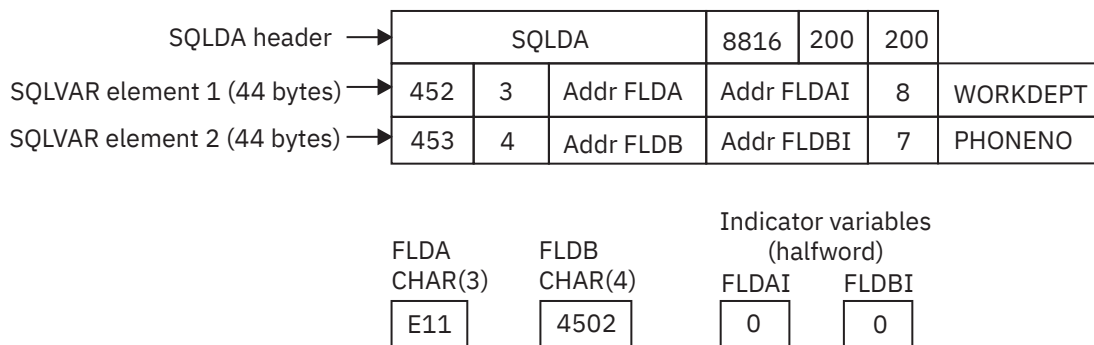 SQLDA header SQLDA 8816 200 200
SQLVAR element 1 (44 bytes) 452 3 Addr FLDA Addr FLDAI 8 WORKDEPT
SQLVAR element 2 (44 bytes) 453 4 Addr FLDB Addr FLDBI 7 PHONENO
Indicator variables
(halfword)
FLDA FLDB
CHAR(3) CHAR(4) FLDAI FLDBI
E11 4502 0 0